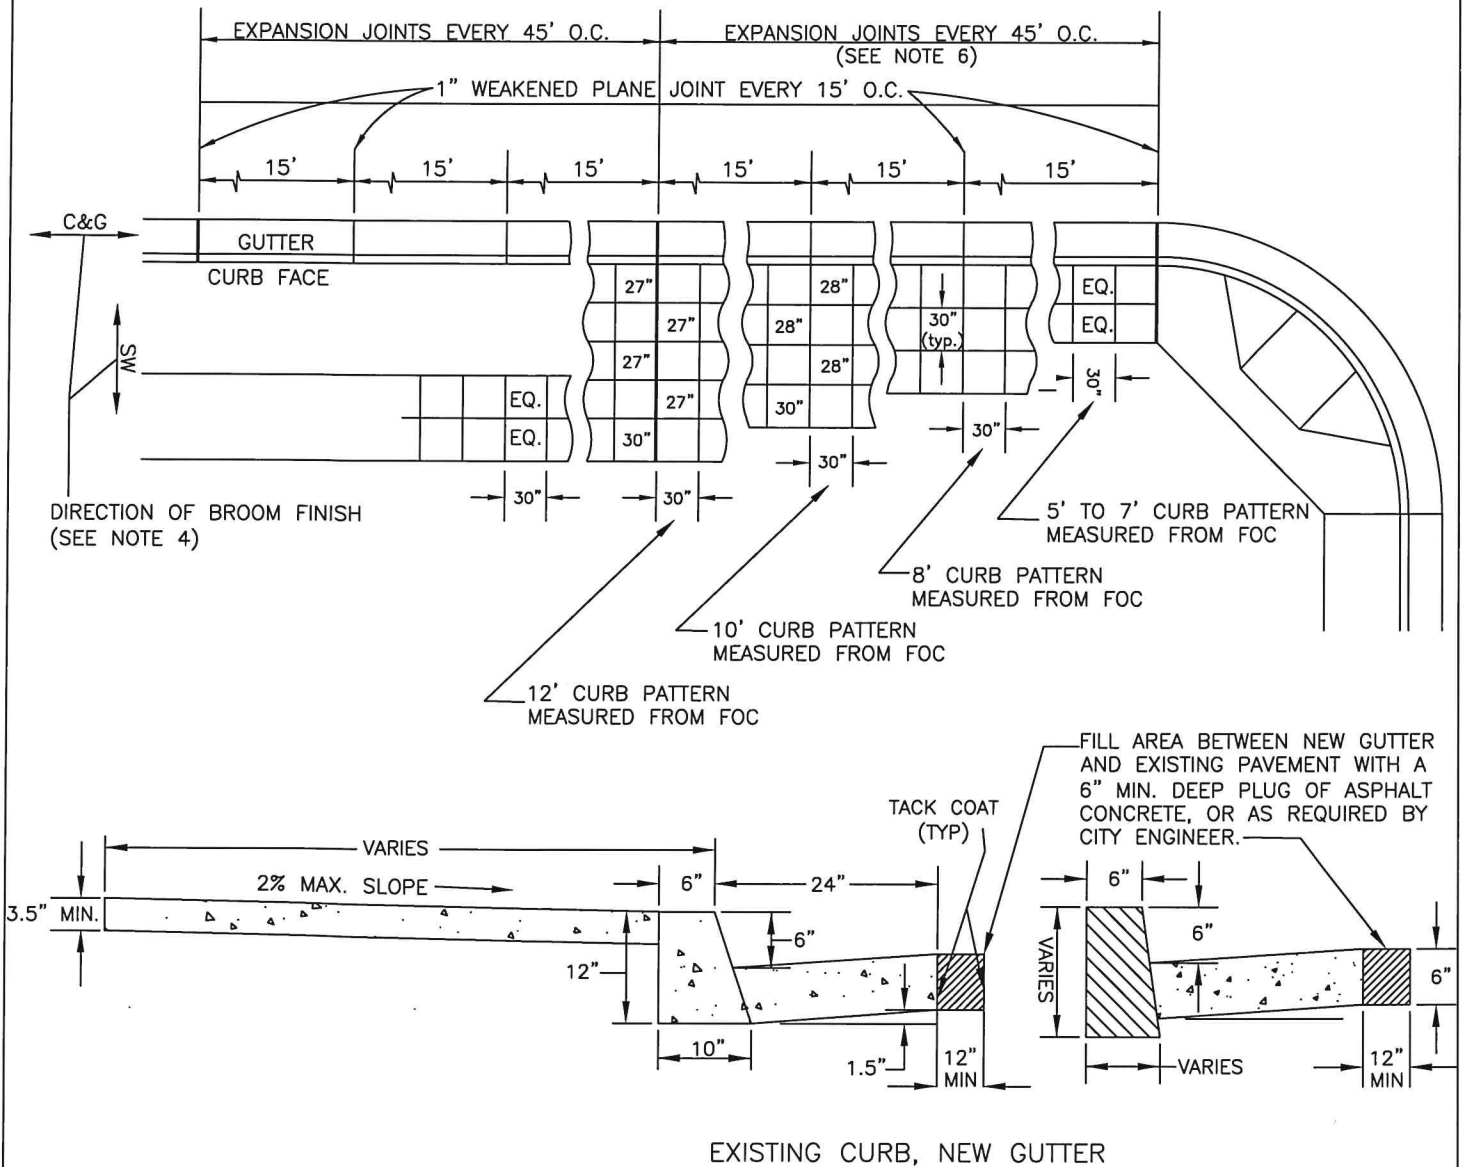 EXPANSION JOINTS EVERY 45' O.C.
EXPANSION JOINTS EVERY 45' O.C.
(SEE NOTE 6)
1" WEAKENED PLANE JOINT EVERY 15' O.C.
15'
15'
15'
15'
15'
15'
C&G
GUTTER
CURB FACE
SW
27"
27"
27"
27"
30"
28"
28"
28"
30"
30"
(typ.)
EQ.
EQ.
30"
EQ.
EQ.
30"
30"
30"
30"
DIRECTION OF BROOM FINISH
(SEE NOTE 4)
5' TO 7' CURB PATTERN
MEASURED FROM FOC
8' CURB PATTERN
MEASURED FROM FOC
10' CURB PATTERN
MEASURED FROM FOC
12' CURB PATTERN
MEASURED FROM FOC
FILL AREA BETWEEN NEW GUTTER
AND EXISTING PAVEMENT WITH A
6" MIN. DEEP PLUG OF ASPHALT
CONCRETE, OR AS REQUIRED BY
CITY ENGINEER.
TACK COAT
(TYP)
VARIES
2% MAX. SLOPE
6"
24"
3.5" MIN.
6"
12"
10"
1.5"
12"
MIN
6"
6"
VARIES
6"
VARIES
12"
MIN
EXISTING CURB, NEW GUTTER